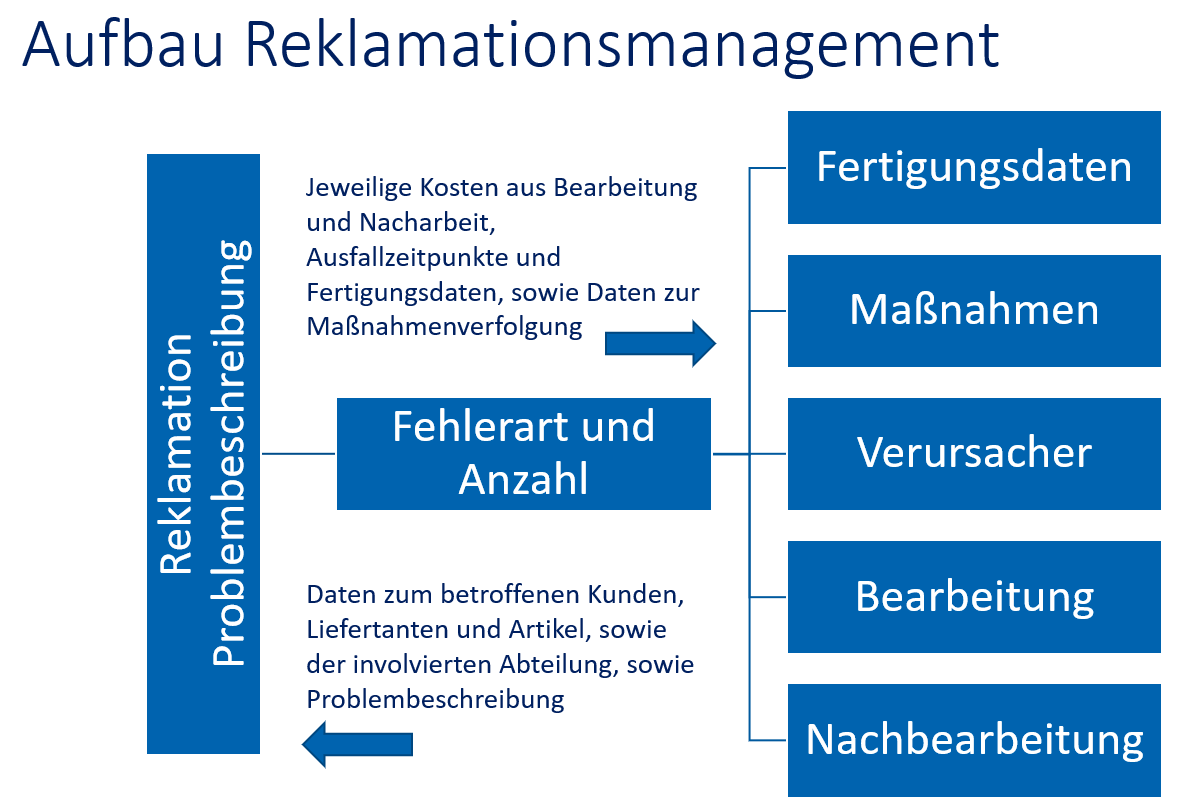 Aufbau Reklamationsmanagement
Reklamation
Problembeschreibung
Jeweilige Kosten aus Bearbeitung
und Nacharbeit,
Ausfallzeitpunkte und
Fertigungsdaten, sowie Daten zur
Maßnahmenverfolgung
Fehlerart und
Anzahl
Daten zum betroffenen Kunden,
Liefertanten und Artikel, sowie
der involvierten Abteilung, sowie
Problembeschreibung
Fertigungsdaten
Maßnahmen
Verursacher
Bearbeitung
Nachbearbeitung